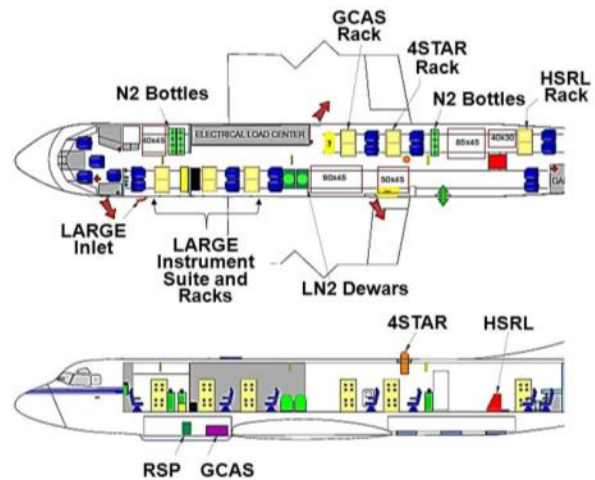 GCAS
Rack
4STAR
Rack
HSRL
Rack
N2 Bottles
N2 Bottles
ELECTRICAL LOAD CENTER
40x45
3
85x45
40x30
90x45
50x45
GA
LARGE
Inlet
LARGE
Instrument
Suite and
Racks
LN2 Dewars
4STAR
HSRL
RSP
GCAS